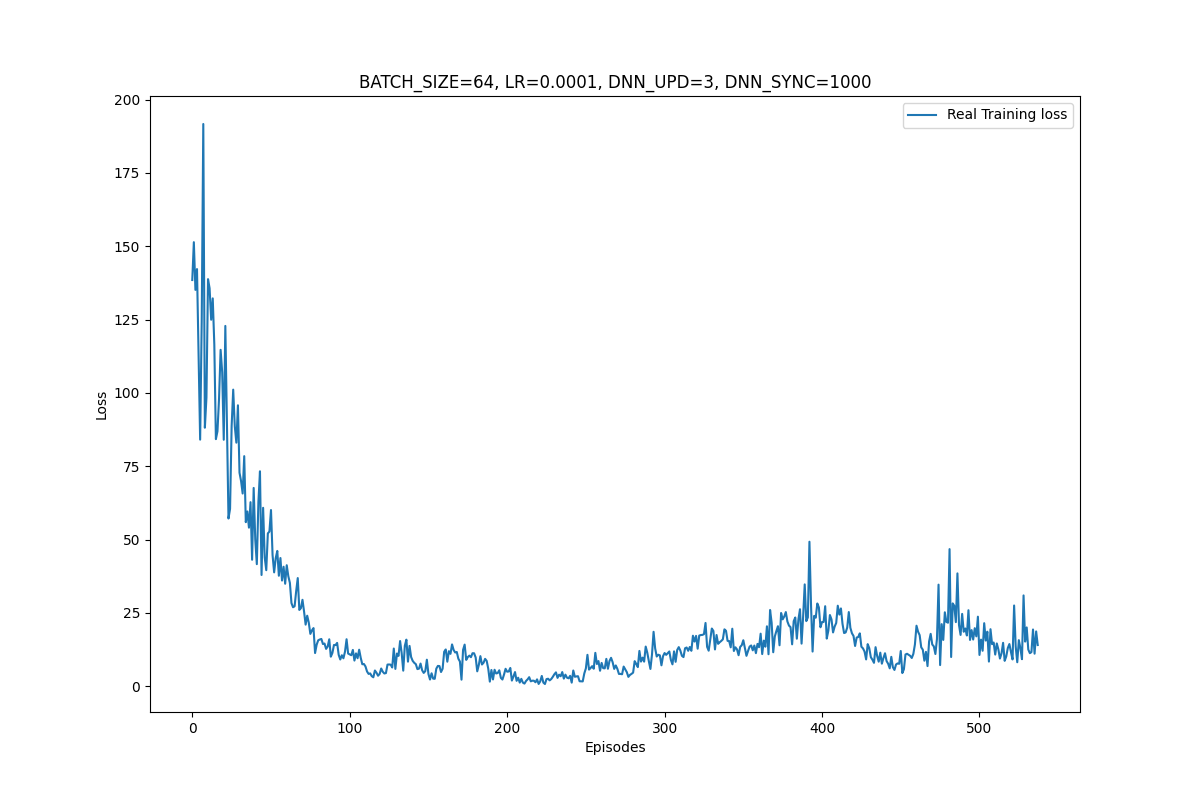 BATCH_SIZE=64, LR=0.0001, DNN_UPD=3, DNN_SYNC=1000
Real Training loss
200
175
150
125
100
75
50
25
0
Loss
0 100 200 300 400 500
Episodes